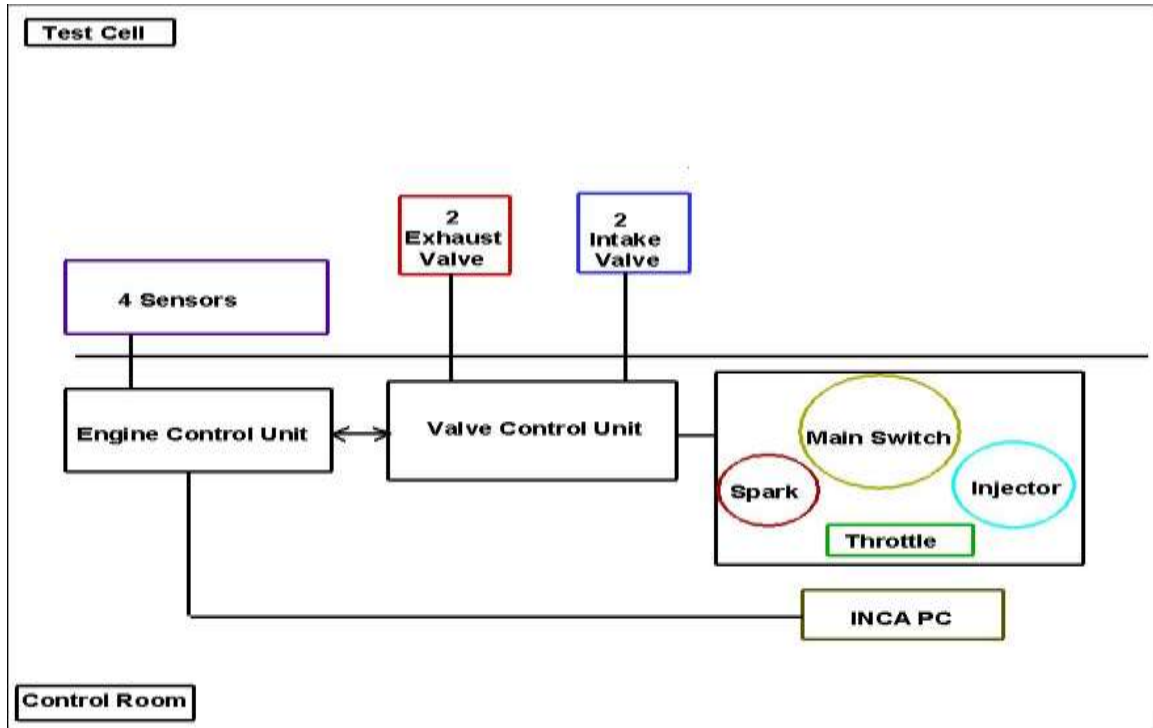 Test Cell
2
Exhaust
Valve
2
Intake
Valve
4 Sensors
Engine Control Unit
Valve Control Unit
Main Switch
Spark
Injector
Throttle
INCA PC
Control Room